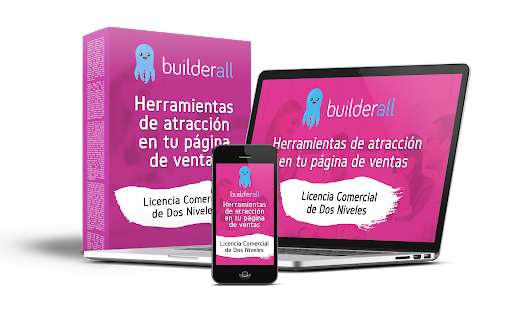 builderall
Herramientas
de atracción
en tu página
de ventas
Licencia Comercial
de Dos Niveles
builderall
Herramientas de atracción
en tu página de ventas
Licencia Comercial
de Dos Niveles
builderall
Herramientas
de atracción
en tu página de
ventas
Licencia Comercial
de Dos Niveles